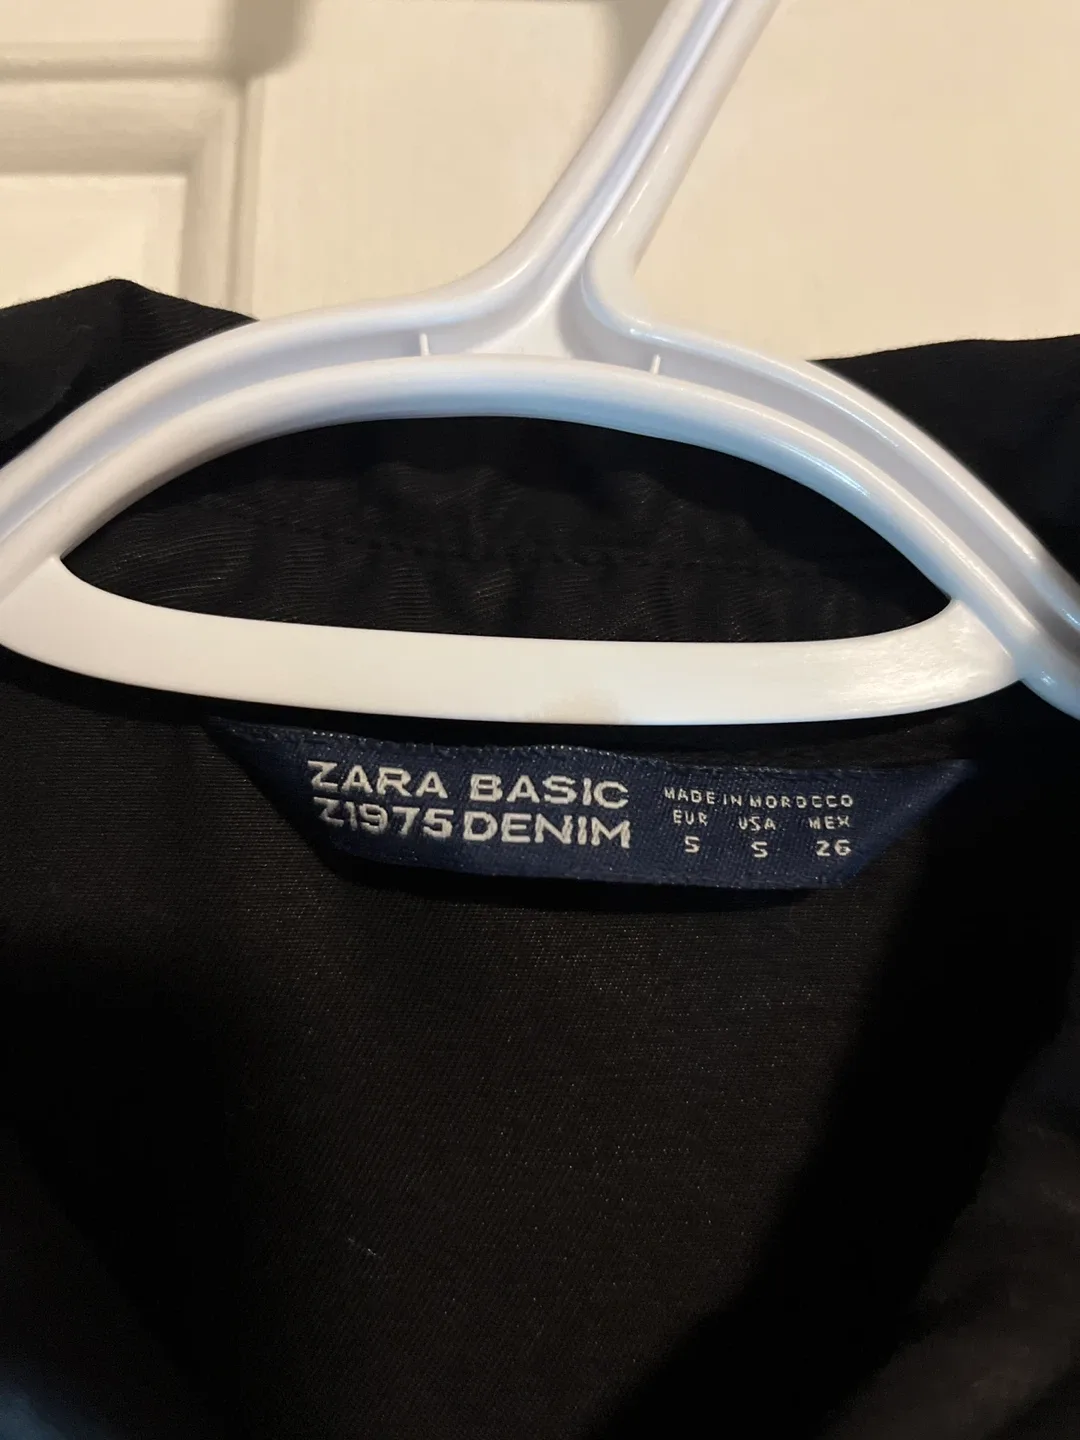 ZARA BASIC
Z1975 DENIM
MADE IN MOROCCO
EUR USA MEX
S S 26